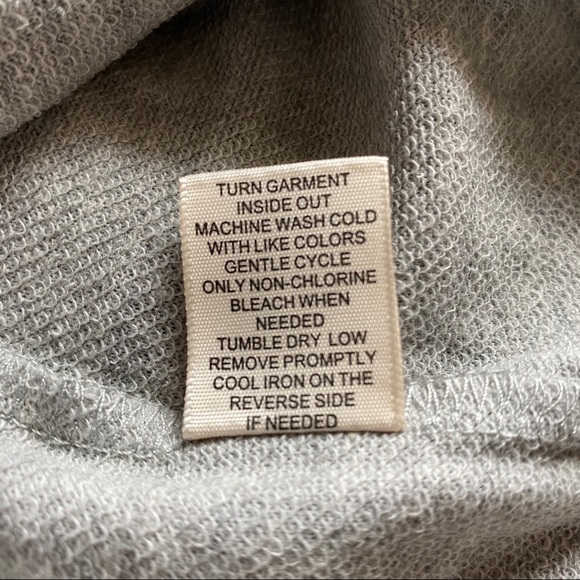 TURN GARMENT
INSIDE OUT
MACHINE WASH COLD
WITH LIKE COLORS
GENTLE CYCLE
ONLY NON-CHLORINE
BLEACH WHEN
NEEDED
TUMBLE DRY LOW
REMOVE PROMPTLY
COOL IRON ON THE
REVERSE SIDE
IF NEEDED